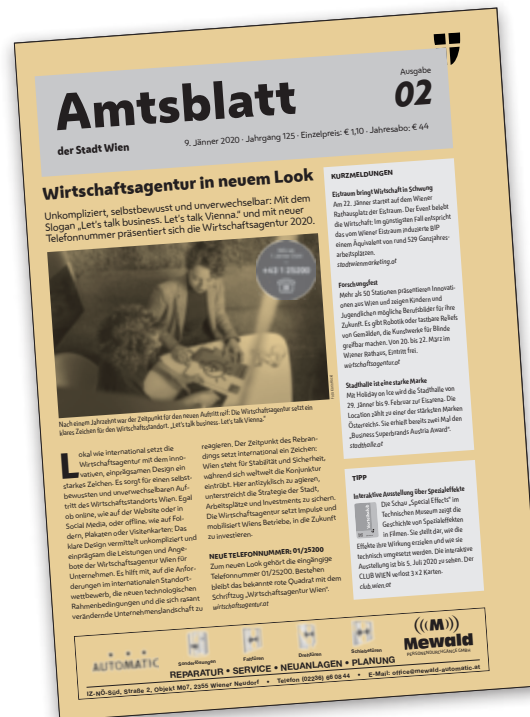 Amtsblatt
der Stadt Wien
Ausgabe
02
9. Jänner 2020 · Jahrgang 125 · Einzelpreis: € 1,10 · Jahresabo: € 44
Wirtschaftsagentur in neuem Look
Unkompliziert, selbstbewusst und unverwechselbar: Mit dem
Slogan „Let's talk business. Let's talk Vienna.“ und mit neuer
Telefonnummer präsentiert sich die Wirtschaftsagentur 2020.
+43 1 25200
Nach einem Jahrzehnt war der Zeitpunkt für den neuen Auftritt reif: Die Wirtschaftsagentur setzt ein
klares Zeichen für den Wirtschaftsstandort. „Let's talk business. Let's talk Vienna.“
Lokal wie international setzt die
Wirtschaftsagentur mit dem inno-
vativen, einprägsamen Design ein
starkes Zeichen. Es sorgt für einen selbst-
bewussten und unverwechselbaren Auf-
tritt des Wirtschaftsstandorts Wien. Egal
ob online, wie auf der Website oder in
Social Media, oder offline, wie auf Fol-
dern, Plakaten oder Visitenkarten: Das
klare Design vermittelt unkompliziert und
einprägsam die Leistungen und Ange-
bote der Wirtschaftsagentur Wien für
Unternehmen. Es hilft mit, auf die Anfor-
derungen im internationalen Standort-
wettbewerb, die neuen technologischen
Rahmenbedingungen und die sich rasant
verändernde Unternehmenslandschaft zu
reagieren. Der Zeitpunkt des Rebran-
dings setzt international ein Zeichen:
Wien steht für Stabilität und Sicherheit,
während sich weltweit die Konjunktur
eintrübt. Hier antizyklisch zu agieren,
unterstreicht die Strategie der Stadt,
Arbeitsplätze und Investments zu sichern.
Die Wirtschaftsagentur setzt Impulse und
mobilisiert Wiens Betriebe, in die Zukunft
zu investieren.
NEUE TELEFONNUMMER: 01/25200
Zum neuen Look gehört die eingängige
Telefonnummer 01/25200. Bestehen
bleibt das bekannte rote Quadrat mit dem
Schriftzug „Wirtschaftsagentur Wien“.
wirtschaftsagentur.at
KURZMELDUNGEN
Eistraum bringt Wirtschaft in Schwung
Am 22. Jänner startet auf dem Wiener
Rathausplatz der Eistraum. Der Event belebt
die Wirtschaft: Im günstigsten Fall entspricht
das vom Wiener Eistraum induzierte BIP
einem Äquivalent von rund 529 Ganzjahres-
arbeitsplätzen.
stadtwienmarketing.at
Forschungsfest
Mehr als 50 Stationen präsentieren Innovati-
onen aus Wien und zeigen Kindern und
Jugendlichen mögliche Berufsbilder für ihre
Zukunft. Es gibt Robotik oder tastbare Reliefs
von Gemälden, die Kunstwerke für Blinde
greifbar machen. Von 20. bis 22. März im
Wiener Rathaus, Eintritt frei.
wirtschaftsagentur.at
Stadthalle ist eine starke Marke
Mit Holiday on Ice wird die Stadthalle von
29. Jänner bis 9. Februar zur Eisarena. Die
Location zählt zu einer der stärksten Marken
Österreichs. Sie erhielt bereits zwei Mal den
„Business Superbrands Austria Award“.
stadthalle.at
TIPP
Interaktive Ausstellung über Spezialeffekte
Die Schau „Special Effects“ im
Technischen Museum zeigt die
Geschichte von Spezialeffekten
in Filmen. Sie stellt dar, wie die
Effekte ihre Wirkung erzielen und wie sie
technisch umgesetzt werden. Die interaktive
Ausstellung ist bis 5. Juli 2020 zu sehen. Der
CLUB WIEN verlost 3 x 2 Karten.
club.wien.at
AUTOMATIC
Sonderlösungen
Falttüren
Drehtüren
Schiebetüren
((M))
Mewald
REPARATUR • SERVICE • NEUANLAGEN • PLANUNG
IZ-NÖ-Süd, Straße 2, Objekt M07, 2355 Wiener Neudorf • Telefon (02236) 66 08 44 • E-Mail: office@mewald-automatic.at